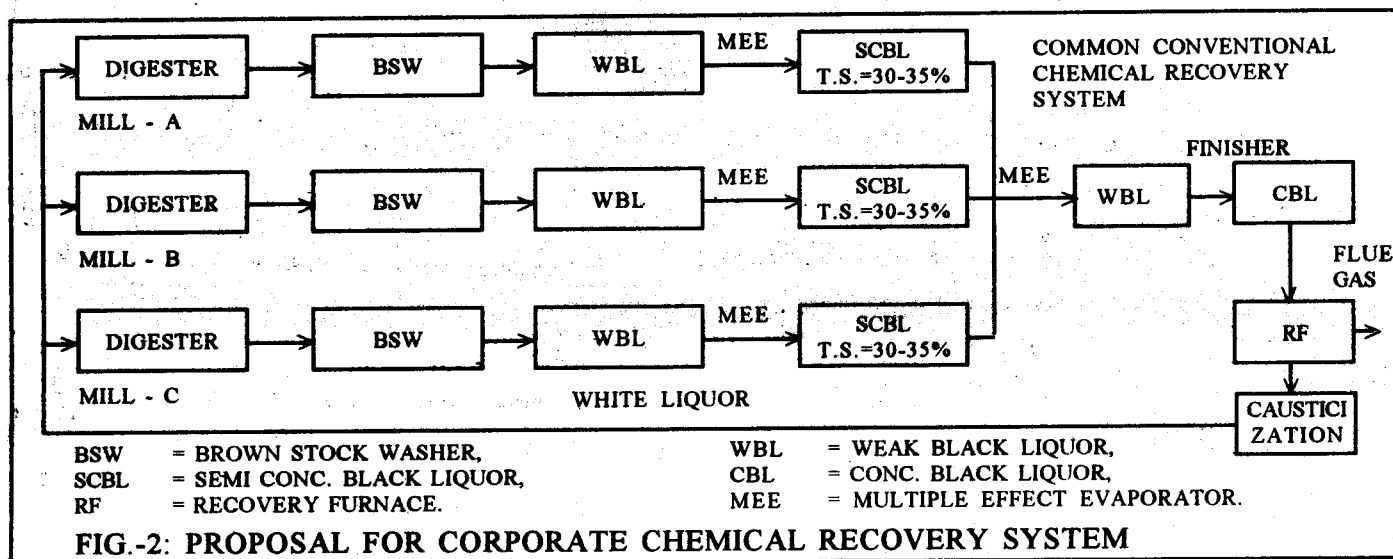 MEE
SCBL
T.S.=30-35%
COMMON CONVENTIONAL
CHEMICAL RECOVERY
SYSTEM
DIGESTER
BSW
WBL
MILL - A
MEE
SCBL
T.S.=30-35%
MEE
FINISHER
DIGESTER
BSW
WBL
WBL
CBL
MILL - B
FLUE
GAS
MEE
SCBL
T.S.=30-35%
DIGESTER
BSW
WBL
RF
MILL - C
WHITE LIQUOR
CAUSTICI
ZATION
BSW = BROWN STOCK WASHER,
WBL = WEAK BLACK LIQUOR,
SCBL = SEMI CONC. BLACK LIQUOR,
CBL = CONC. BLACK LIQUOR,
RF = RECOVERY FURNACE.
MEE = MULTIPLE EFFECT EVAPORATOR.
FIG.-2: PROPOSAL FOR CORPORATE CHEMICAL RECOVERY SYSTEM